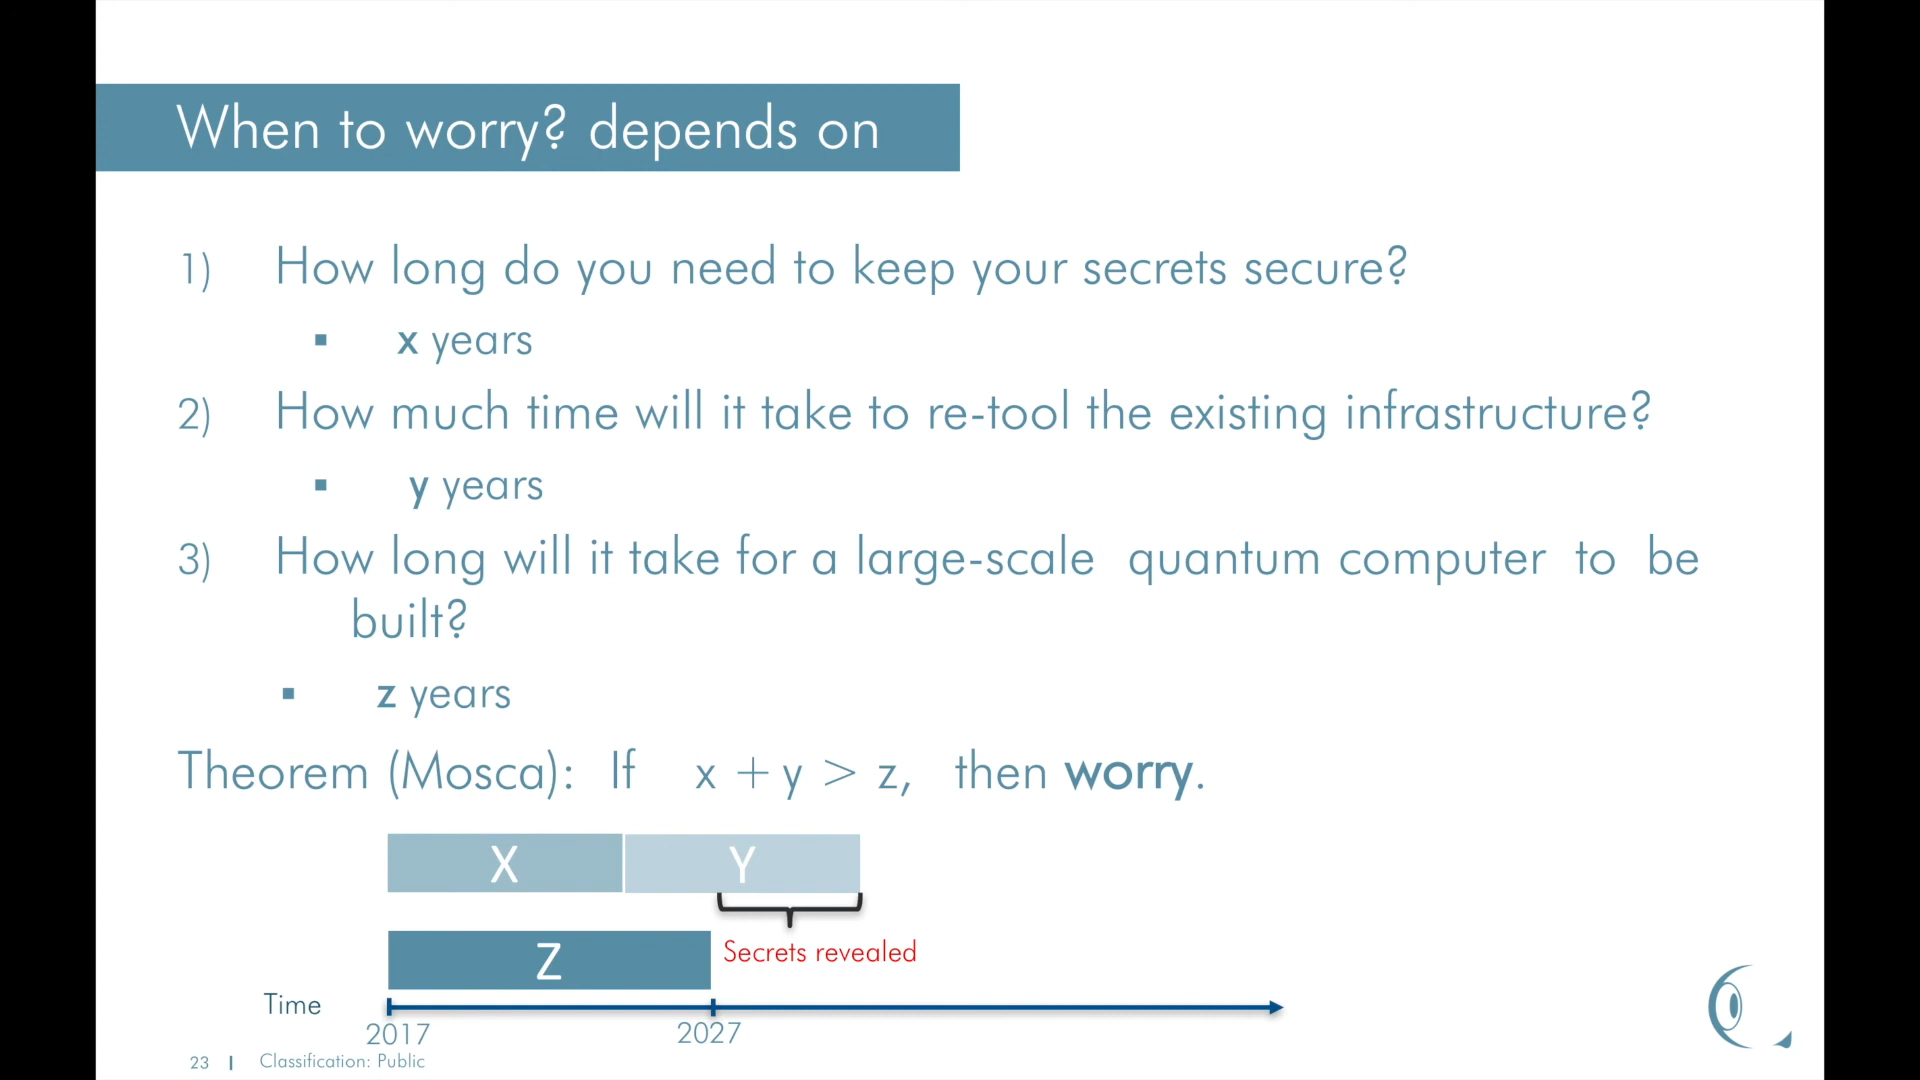 When to worry? depends on
1) How long do you need to keep your secrets secure?
▪ x years
2) How much time will it take to re-tool the existing infrastructure?
▪ y years
3) How long will it take for a large-scale quantum computer to be
built?
▪ z years
Theorem (Mosca): If x + y > z, then worry.
X Y
Z Secrets revealed
Time
2017 2027
23 | Classification: Public